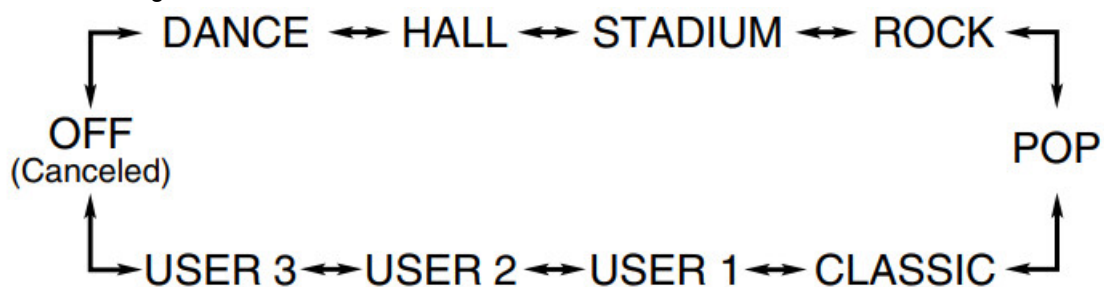 DANCE HALL STADIUM ROCK
OFF
(Canceled)
POP
USER 3 USER 2 USER 1 CLASSIC